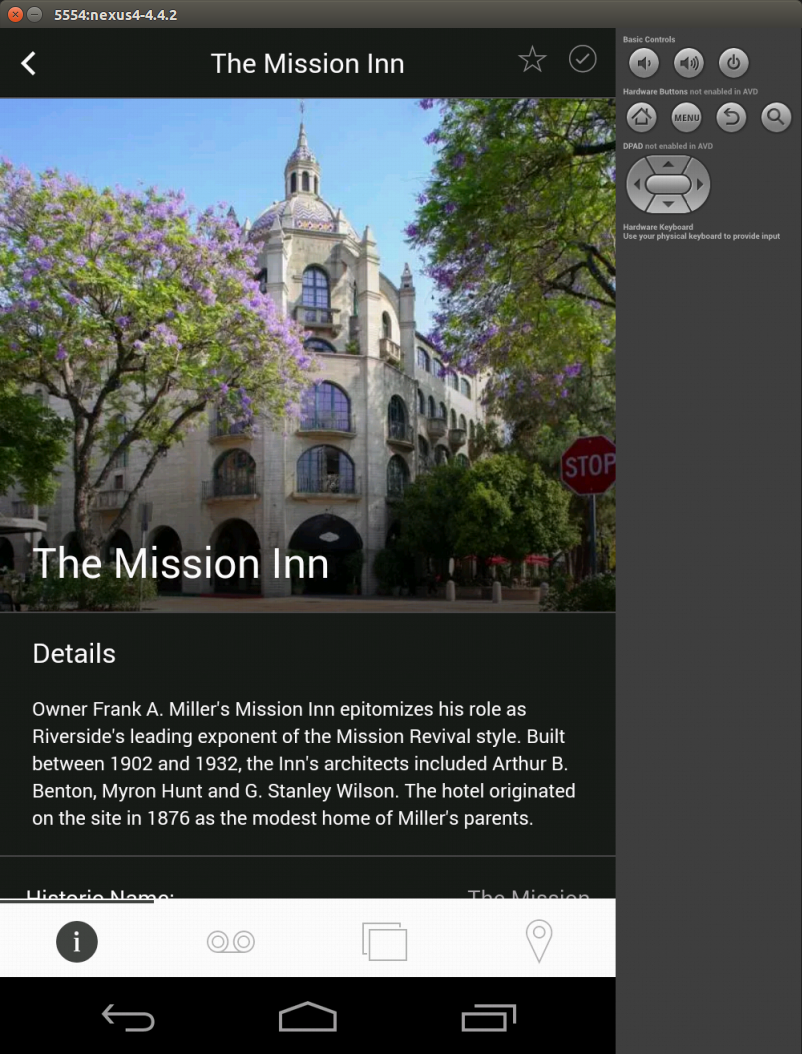 5554:nexus4-4.4.2
The Mission Inn
STOP
The Mission Inn
Details
Owner Frank A. Miller's Mission Inn epitomizes his role as
Riverside's leading exponent of the Mission Revival style. Built
between 1902 and 1932, the Inn's architects included Arthur B.
Benton, Myron Hunt and G. Stanley Wilson. The hotel originated
on the site in 1876 as the modest home of Miller's parents.
Historic Name: The Mission
i
Basic Controls
Hardware Buttons not enabled in AVD
MENU
DPAD not enabled in AVD
Hardware Keyboard
Use your physical keyboard to provide input